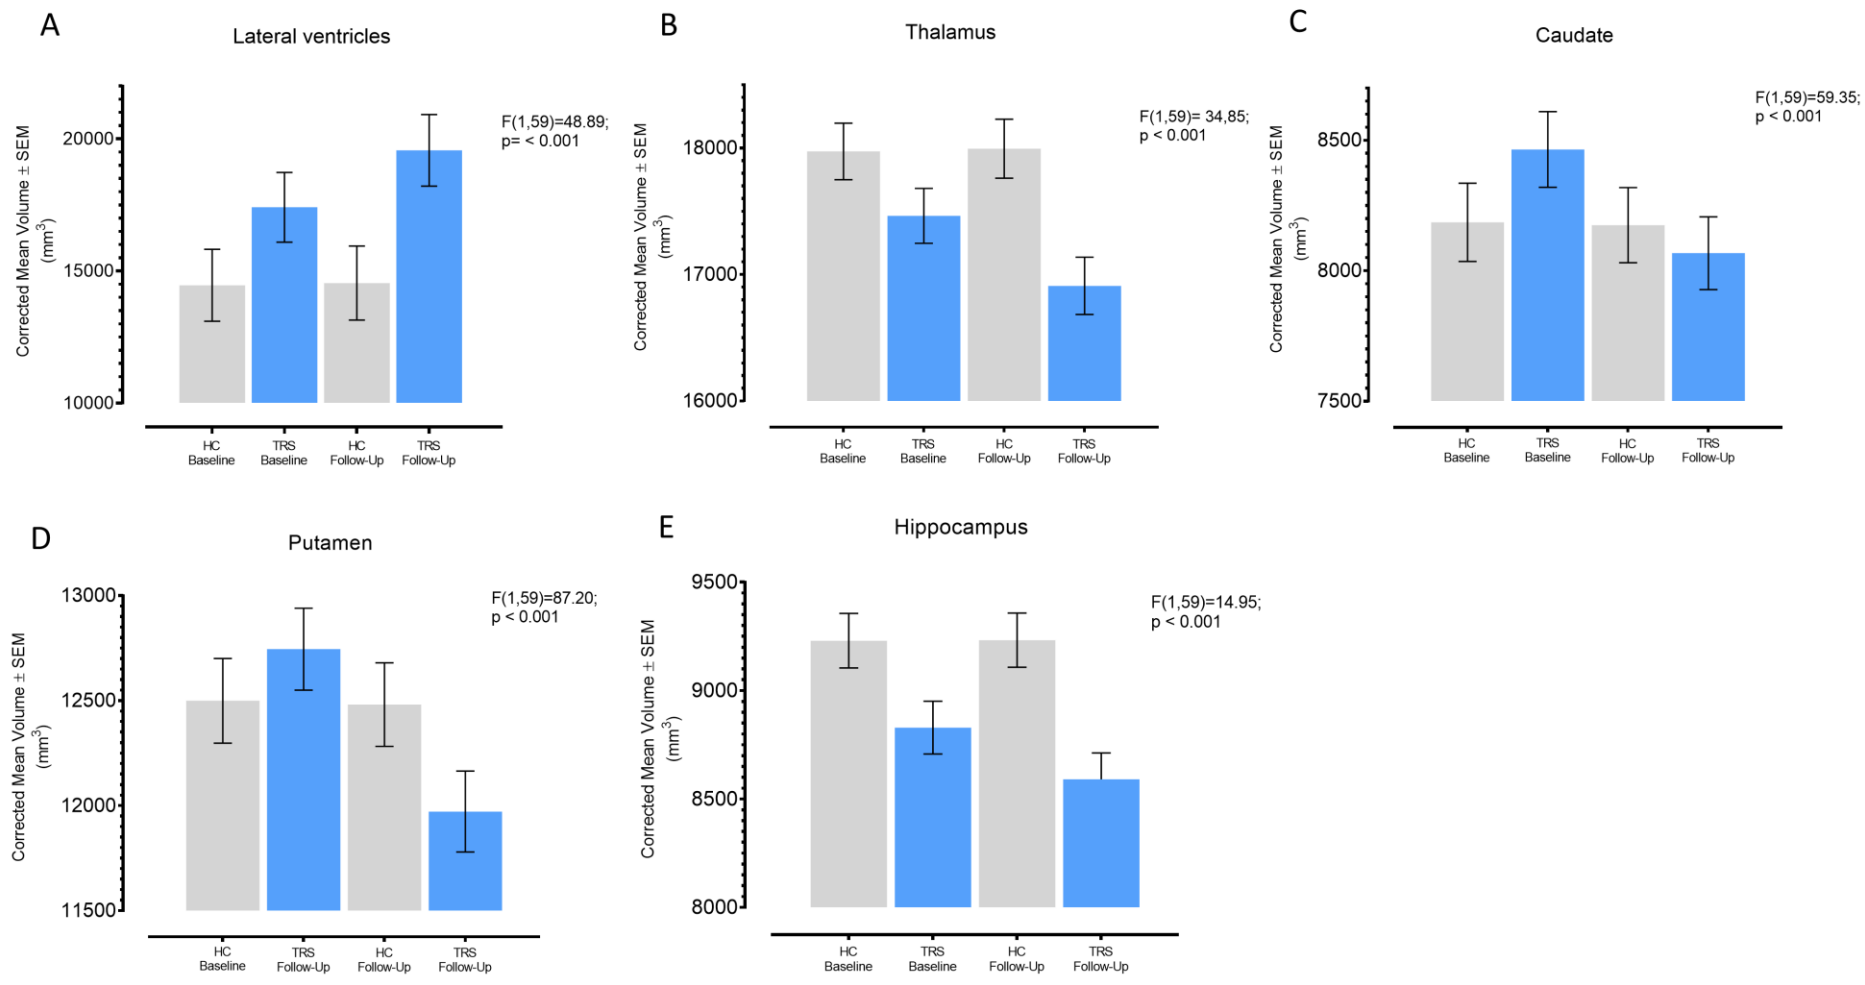 A
Lateral ventricles
F(1,59)=48.89;
p= < 0.001
Corrected Mean Volume ± SEM
(mm³)
20000
15000
10000
HC
Baseline
TRS
Baseline
HC
Follow-Up
TRS
Follow-Up
B
Thalamus
F(1,59)= 34,85;
p < 0.001
Corrected Mean Volume ± SEM
(mm³)
18000
17000
16000
HC
Baseline
TRS
Baseline
HC
Follow-Up
TRS
Follow-Up
C
Caudate
F(1,59)=59.35;
p < 0.001
Corrected Mean Volume ± SEM
(mm³)
8500
8000
7500
HC
Baseline
TRS
Baseline
HC
Follow-Up
TRS
Follow-Up
D
Putamen
F(1,59)=87.20;
p < 0.001
Corrected Mean Volume ± SEM
(mm³)
13000
12500
12000
11500
HC
Baseline
TRS
Follow-Up
HC
Follow-Up
TRS
Follow-Up
E
Hippocampus
F(1,59)=14.95;
p < 0.001
Corrected Mean Volume ± SEM
(mm³)
9500
9000
8500
8000
HC
Baseline
TRS
Baseline
HC
Follow-Up
TRS
Follow-Up